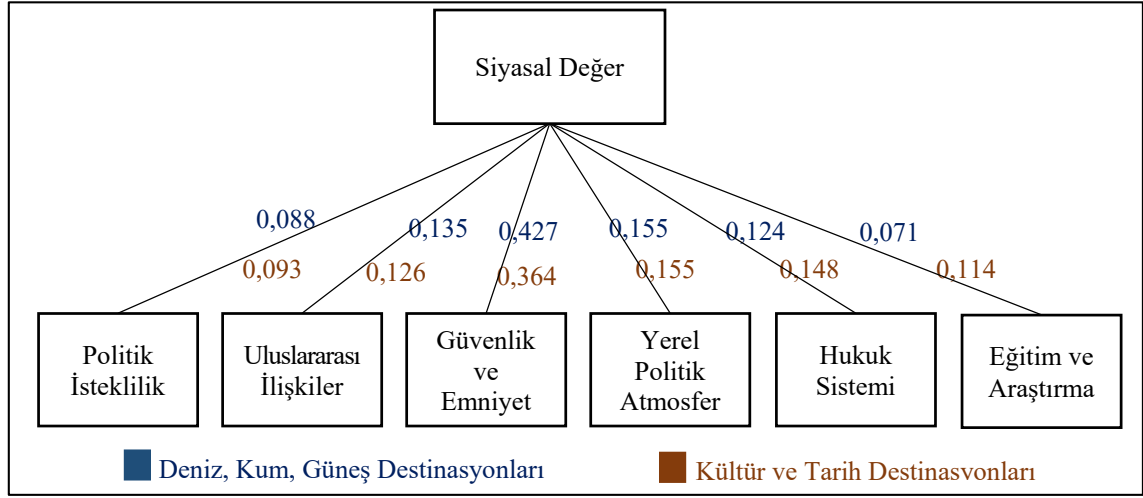 Siyasal Değer
0,088
0,135
0,427
0,155
0,124
0,071
0,093
0,126
0,364
0,155
0,148
0,114
Politik
İsteklilik
Uluslararası
İlişkiler
Güvenlik
ve
Emniyet
Yerel
Politik
Atmosfer
Hukuk
Sistemi
Eğitim ve
Araştırma
Deniz, Kum, Güneş Destinasyonları
Kültür ve Tarih Destinasvonları